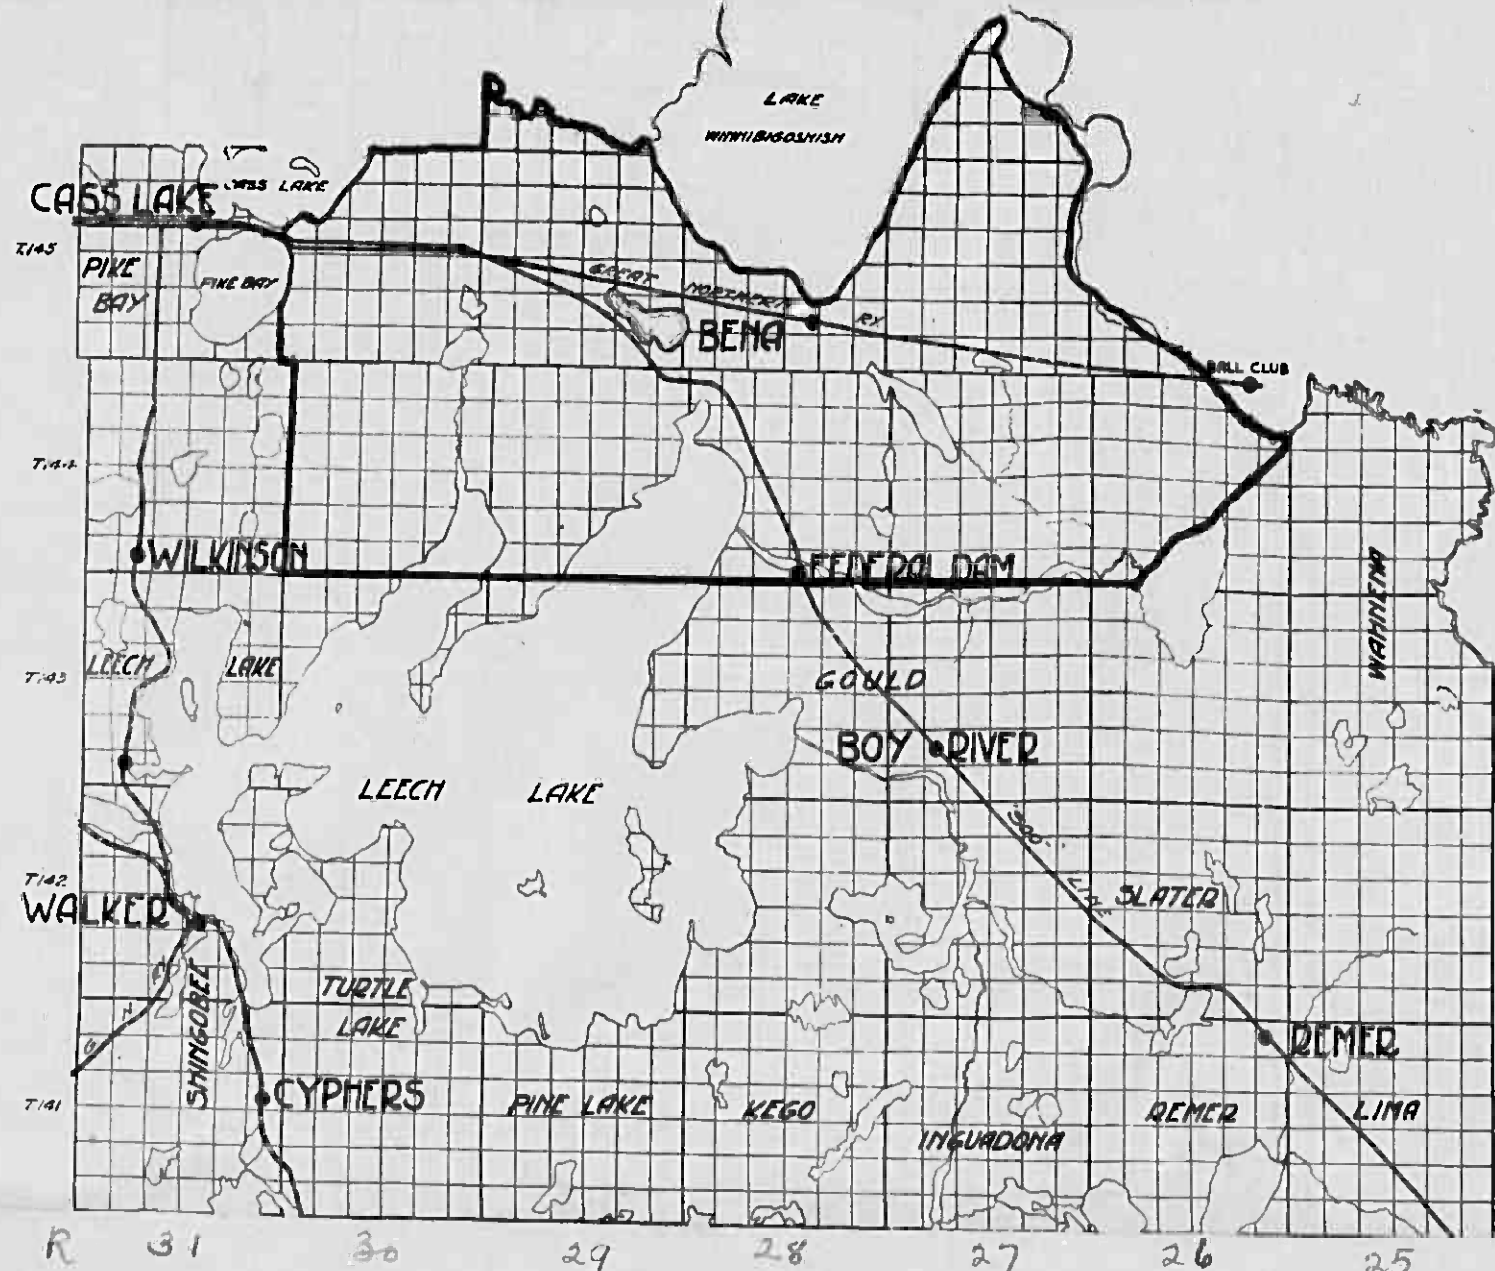 LAKE
WINNIBIGOSHISH
CASS LAKE
CASS LAKE
T.145
PIKE
BAY
PIKE BAY
GREAT NORTHERN RY
BENA
BALL CLUB
T.144
WILKINSON
FEDERAL DAM
WAHNENA
T.143
LEECH LAKE
GOULD
BOY RIVER
LEECH LAKE
"SOO" LINE
T.142
WALKER
SLATER
SHINGOBEE
TURTLE
LAKE
G. N.
REMER
T.141
CYPHERS
PINE LAKE
KEGO
INGUADONA
REMER
LIMA
R 31 30 29 28 27 26 25